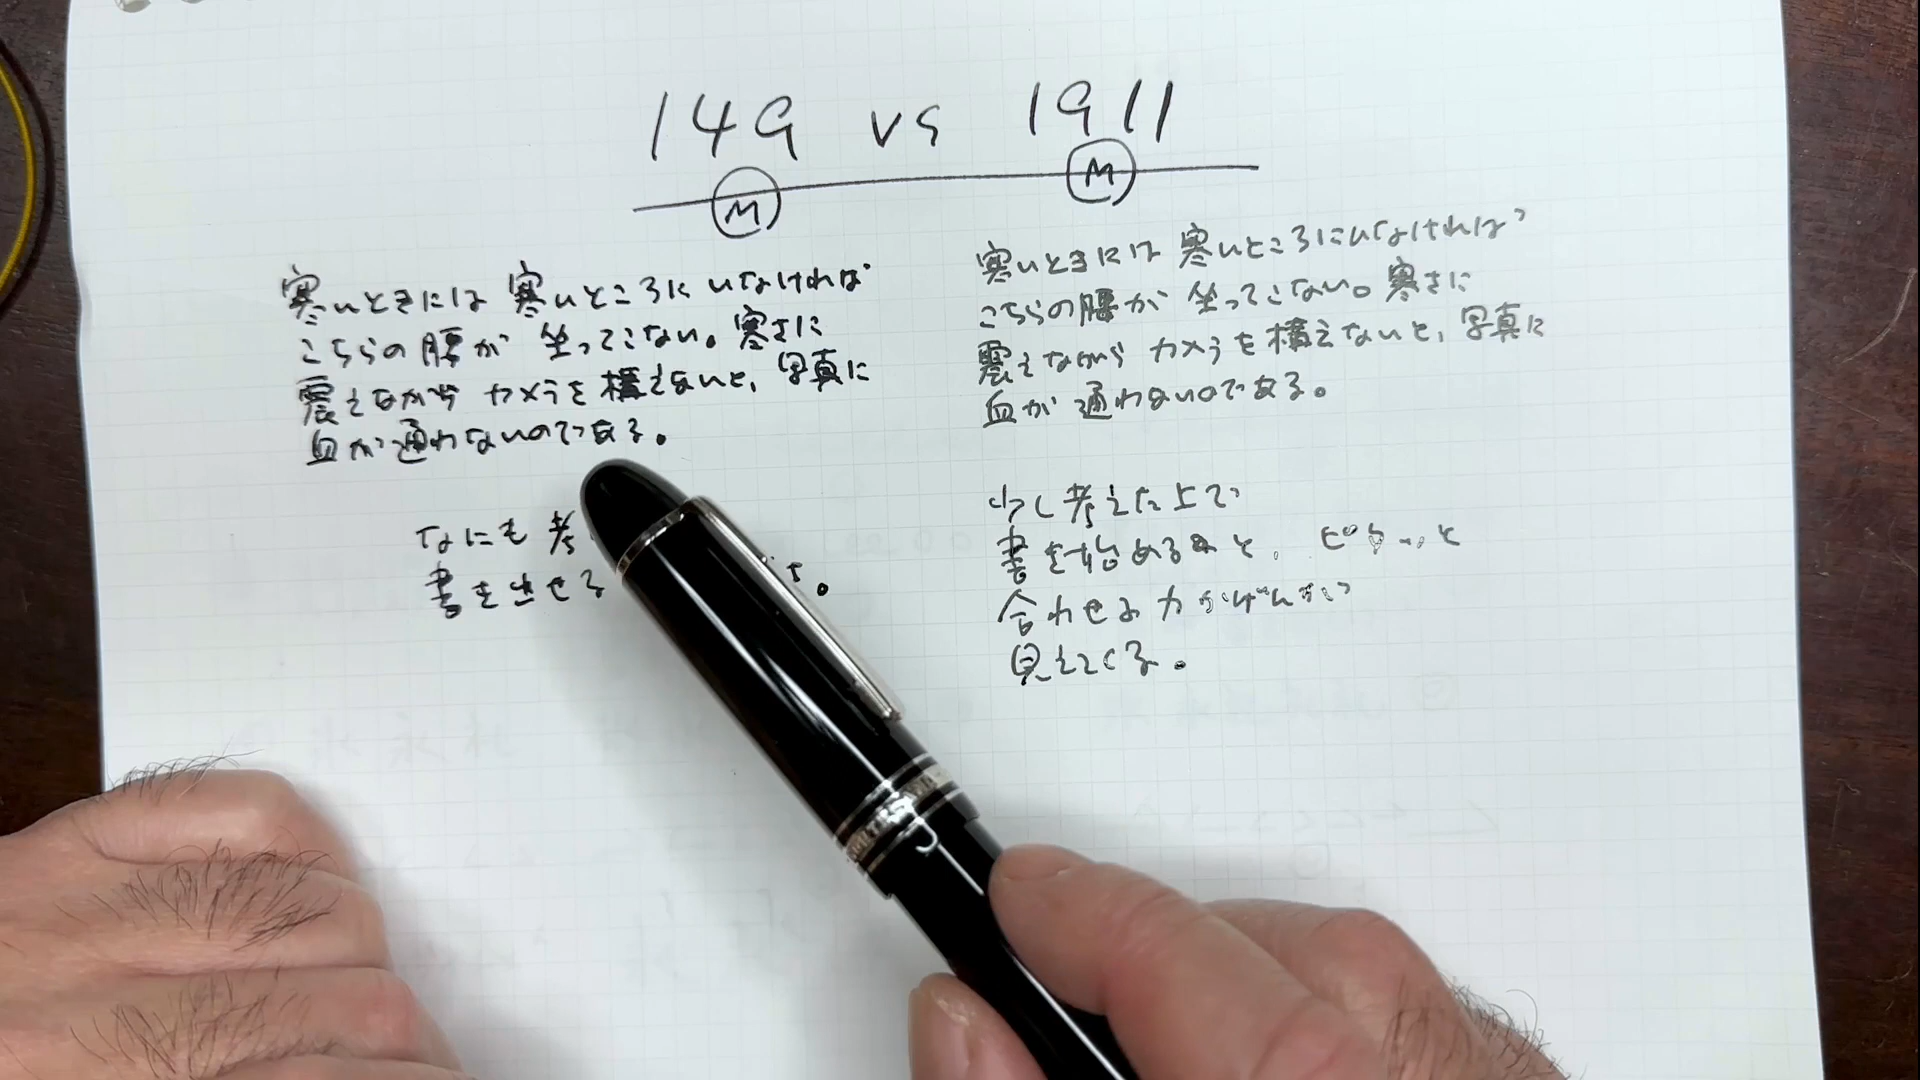 149 vs 1911
M
M
寒いときには寒いところにいなければ
こちらの腰が坐ってこない。寒さに
震えながらカメラを構えないと、写真に
血が通わないのである。
なにも考
書き出せる
。
寒いときには寒いところにいなければ
こちらの腰が坐ってこない。寒さに
震えながらカメラを構えないと、写真に
血が通わないのである。
少し考えた上で
書き始めると、ピタッと
合わせる力かげんが
見えてくる。